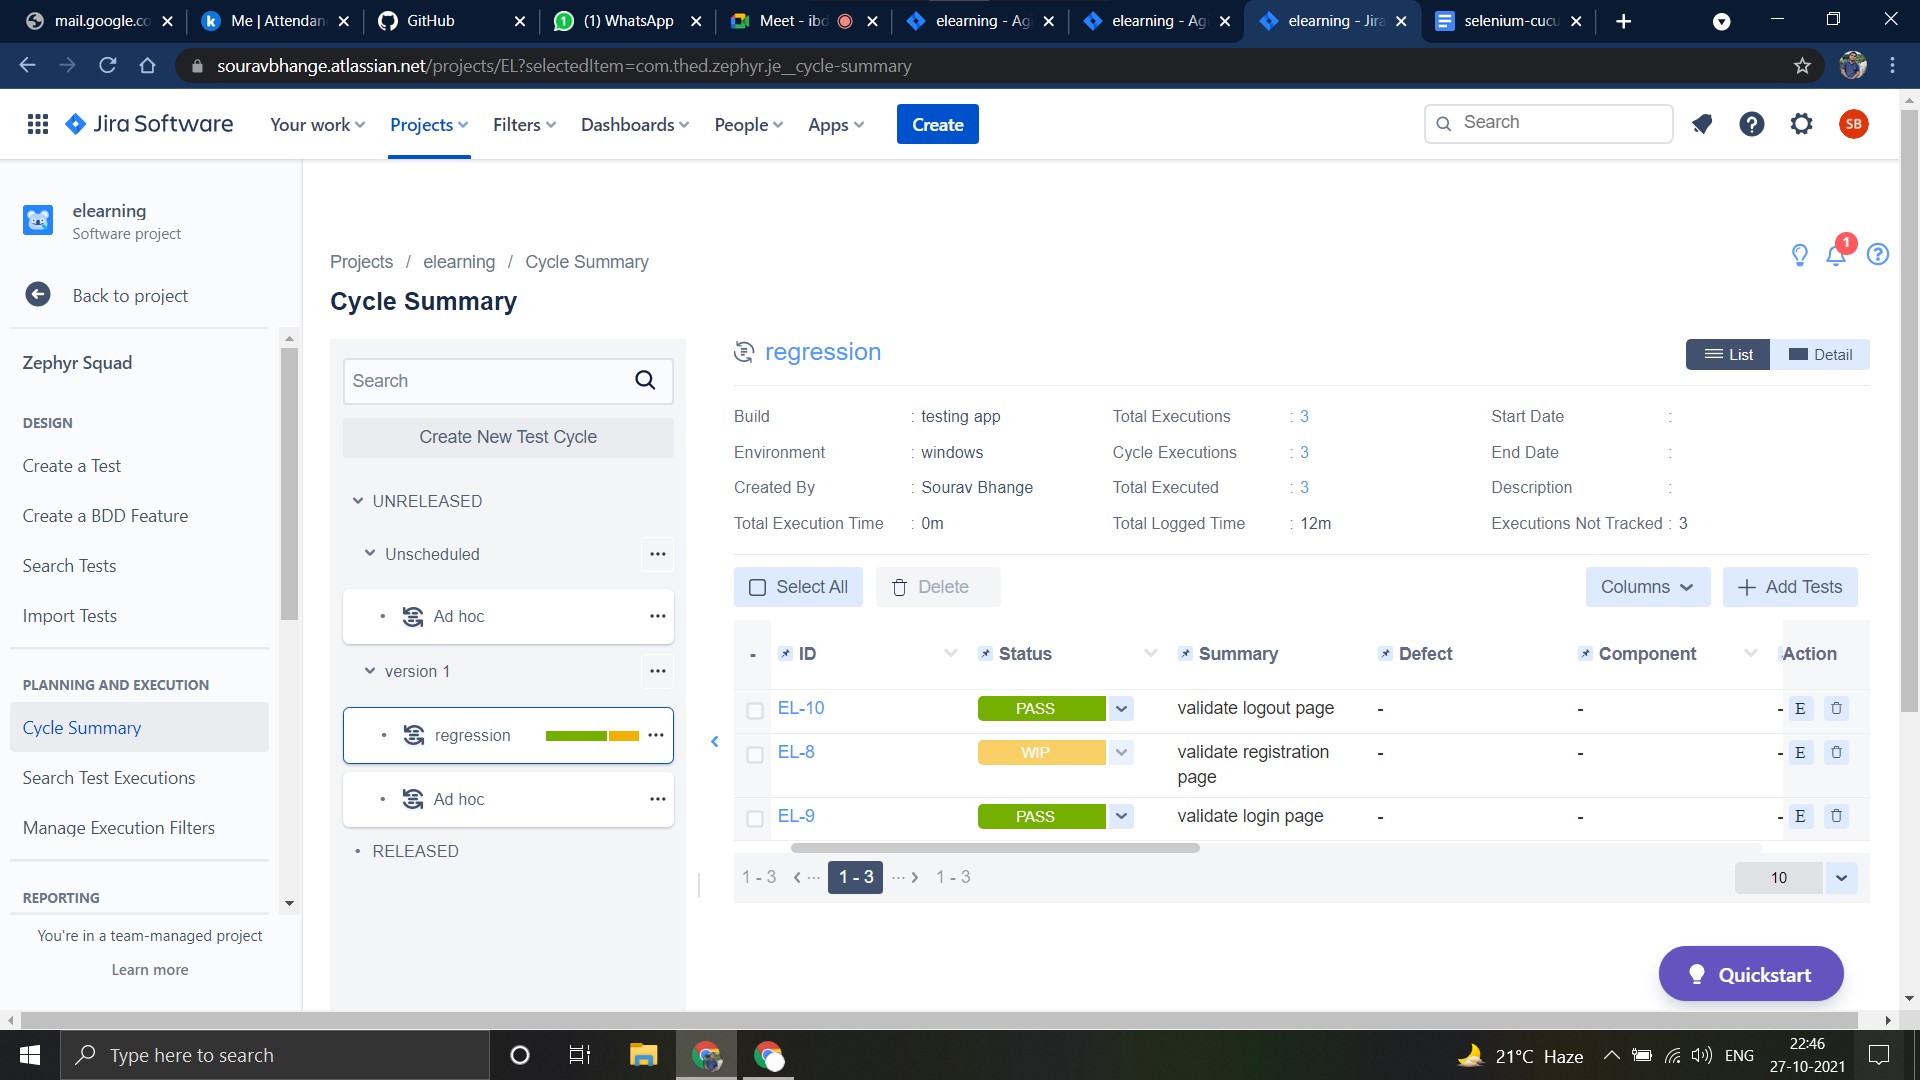 mail.google.co
Me | Attendan
GitHub
(1) WhatsApp
Meet - ibd
elearning - Ag
elearning - Ag
elearning - Jira
selenium-cucu
souravbhange.atlassian.net/projects/EL?selectedItem=com.thed.zephyr.je__cycle-summary
Jira Software
Your work
Projects
Filters
Dashboards
People
Apps
Create
Search
SB
elearning
Software project
Back to project
Zephyr Squad
DESIGN
Create a Test
Create a BDD Feature
Search Tests
Import Tests
PLANNING AND EXECUTION
Cycle Summary
Search Test Executions
Manage Execution Filters
REPORTING
You're in a team-managed project
Learn more
Projects / elearning / Cycle Summary
1
Cycle Summary
Search
Create New Test Cycle
UNRELEASED
Unscheduled
Ad hoc
version 1
regression
Ad hoc
RELEASED
regression
List
Detail
Build : testing app
Total Executions : 3
Start Date :
Environment : windows
Cycle Executions : 3
End Date :
Created By : Sourav Bhange
Total Executed : 3
Description :
Total Execution Time : 0m
Total Logged Time : 12m
Executions Not Tracked : 3
Select All
Delete
Columns
Add Tests
- ID Status Summary Defect Component Action
EL-10 PASS validate logout page - - - E
EL-8 WIP validate registration page - - - E
EL-9 PASS validate login page - - - E
1 - 3 ‹ ··· 1 - 3 ··· › 1 - 3
10
Quickstart
Type here to search
21°C Haze
ENG
22:46
27-10-2021